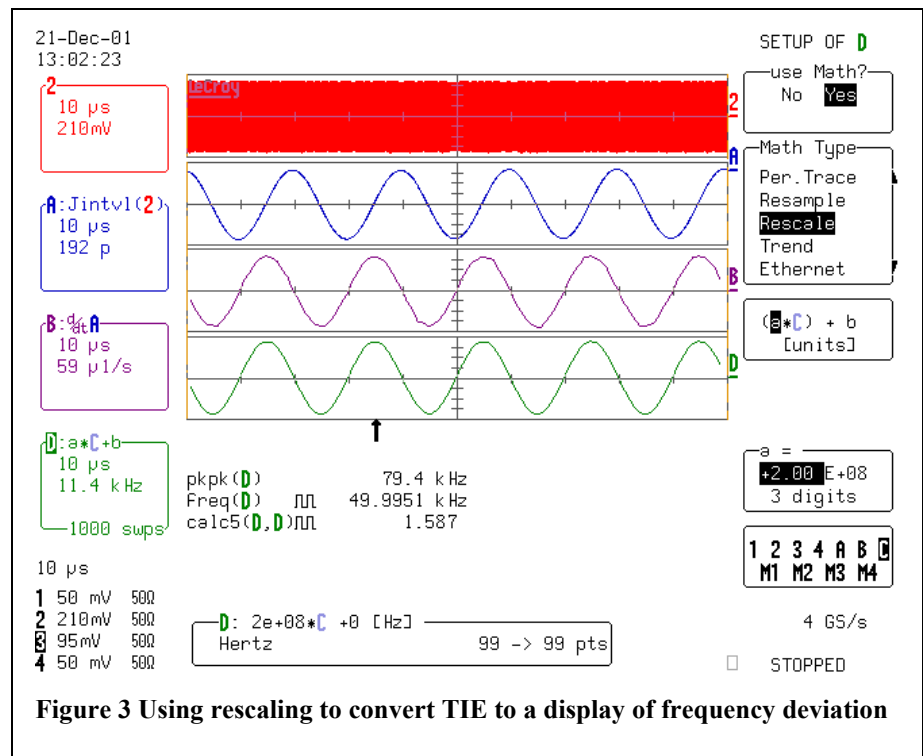 21-Dec-01
13:02:23
2
10 µs
210mV
A:Jintvl(2)
10 µs
192 p
B:d/dtA
10 µs
59 µ1/s
D:a*C+b
10 µs
11.4 kHz
1000 swps
LeCroy
2
A
B
D
pkpk(D) 79.4 kHz
freq(D) 49.9951 kHz
calc5(D,D) 1.587
10 µs
1 50 mV 50Ω
2 210mV 50Ω
3 95mV 50Ω
4 50 mV 50Ω
D: 2e+08*C +0 [Hz]
Hertz 99 -> 99 pts
SETUP OF D
use Math?
No Yes
Math Type
Per.Trace
Resample
Rescale
Trend
Ethernet
(a*C) + b
[units]
a =
+2.00 E+08
3 digits
1 2 3 4 A B C
M1 M2 M3 M4
4 GS/s
STOPPED
Figure 3 Using rescaling to convert TIE to a display of frequency deviation